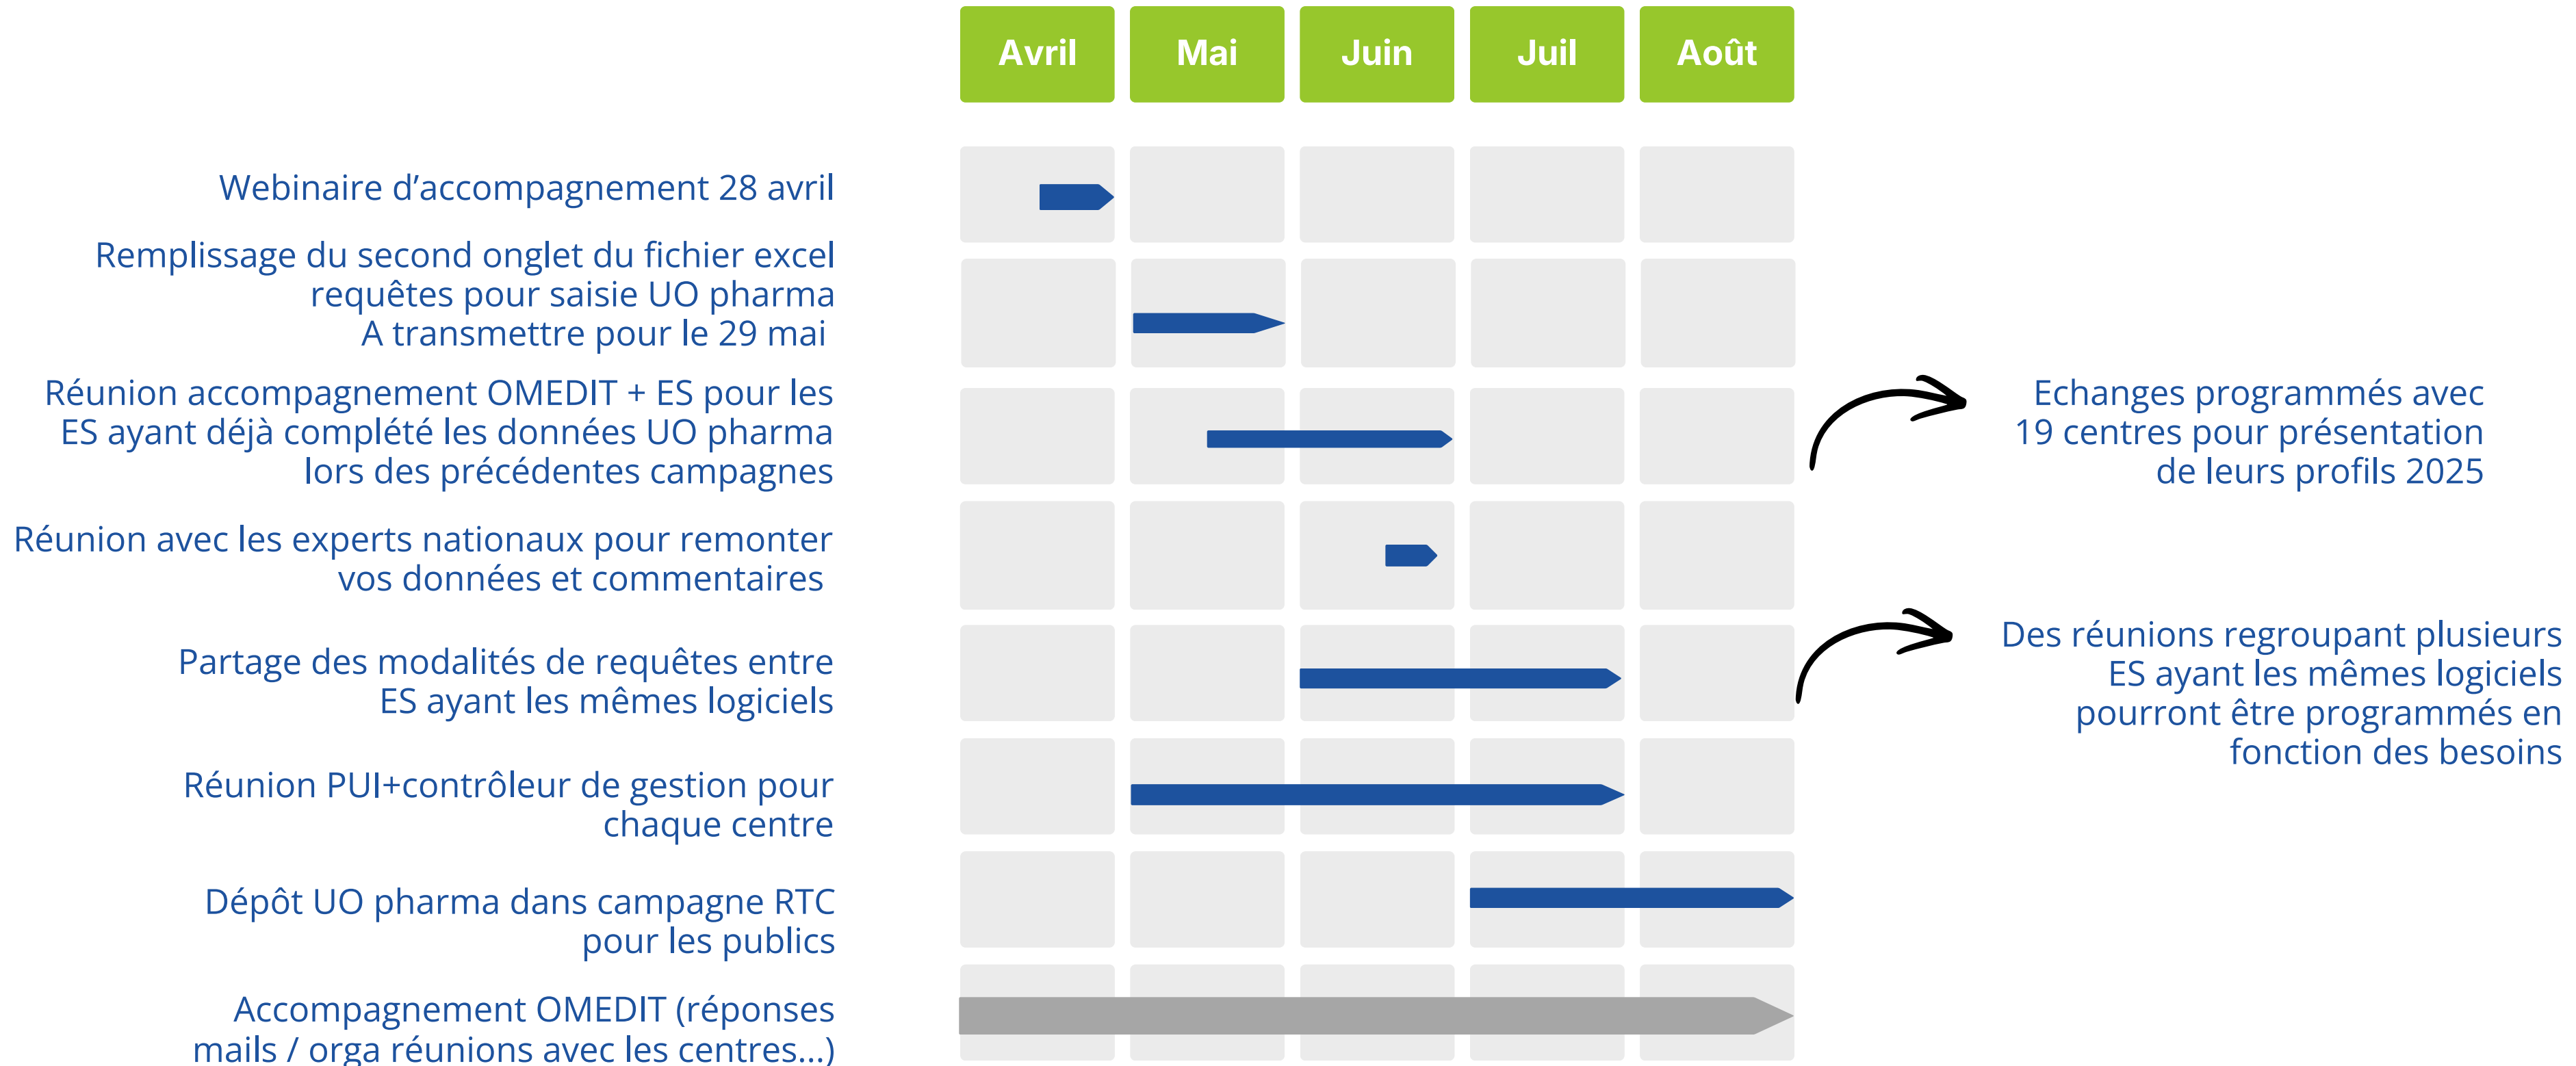 Avril Mai Juin Juil Août
Webinaire d’accompagnement 28 avril
Remplissage du second onglet du fichier excel
requêtes pour saisie UO pharma
A transmettre pour le 29 mai
Réunion accompagnement OMEDIT + ES pour les
ES ayant déjà complété les données UO pharma
lors des précédentes campagnes
Echanges programmés avec
19 centres pour présentation
de leurs profils 2025
Réunion avec les experts nationaux pour remonter
vos données et commentaires
Partage des modalités de requêtes entre
ES ayant les mêmes logiciels
Des réunions regroupant plusieurs
ES ayant les mêmes logiciels
pourront être programmés en
fonction des besoins
Réunion PUI+contrôleur de gestion pour
chaque centre
Dépôt UO pharma dans campagne RTC
pour les publics
Accompagnement OMEDIT (réponses
mails / orga réunions avec les centres...)